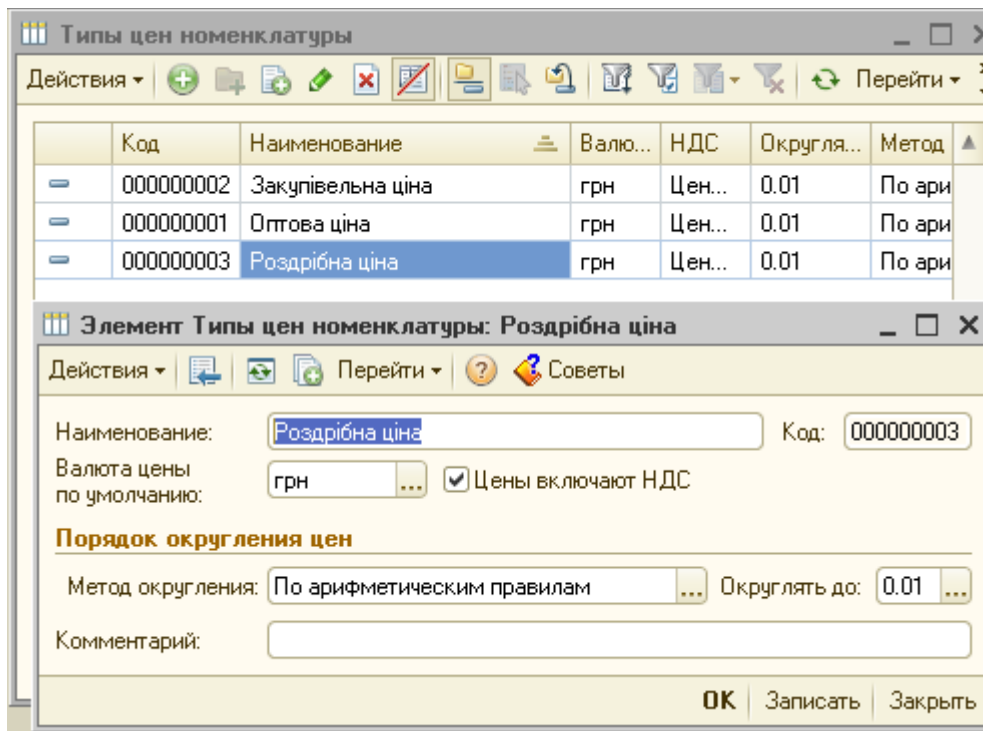 Типы цен номенклатуры
Действия Перейти
Код Наименование Валю... НДС Округля... Метод
000000002 Закупівельна ціна грн Цен... 0.01 По ари
000000001 Оптова ціна грн Цен... 0.01 По ари
000000003 Роздрібна ціна грн Цен... 0.01 По ари
Элемент Типы цен номенклатуры: Роздрібна ціна
Действия Перейти Советы
Наименование: Роздрібна ціна Код: 000000003
Валюта цены
по умолчанию: грн ... Цены включают НДС
Порядок округления цен
Метод округления: По арифметическим правилам ... Округлять до: 0.01 ...
Комментарий:
OK Записать Закрыть